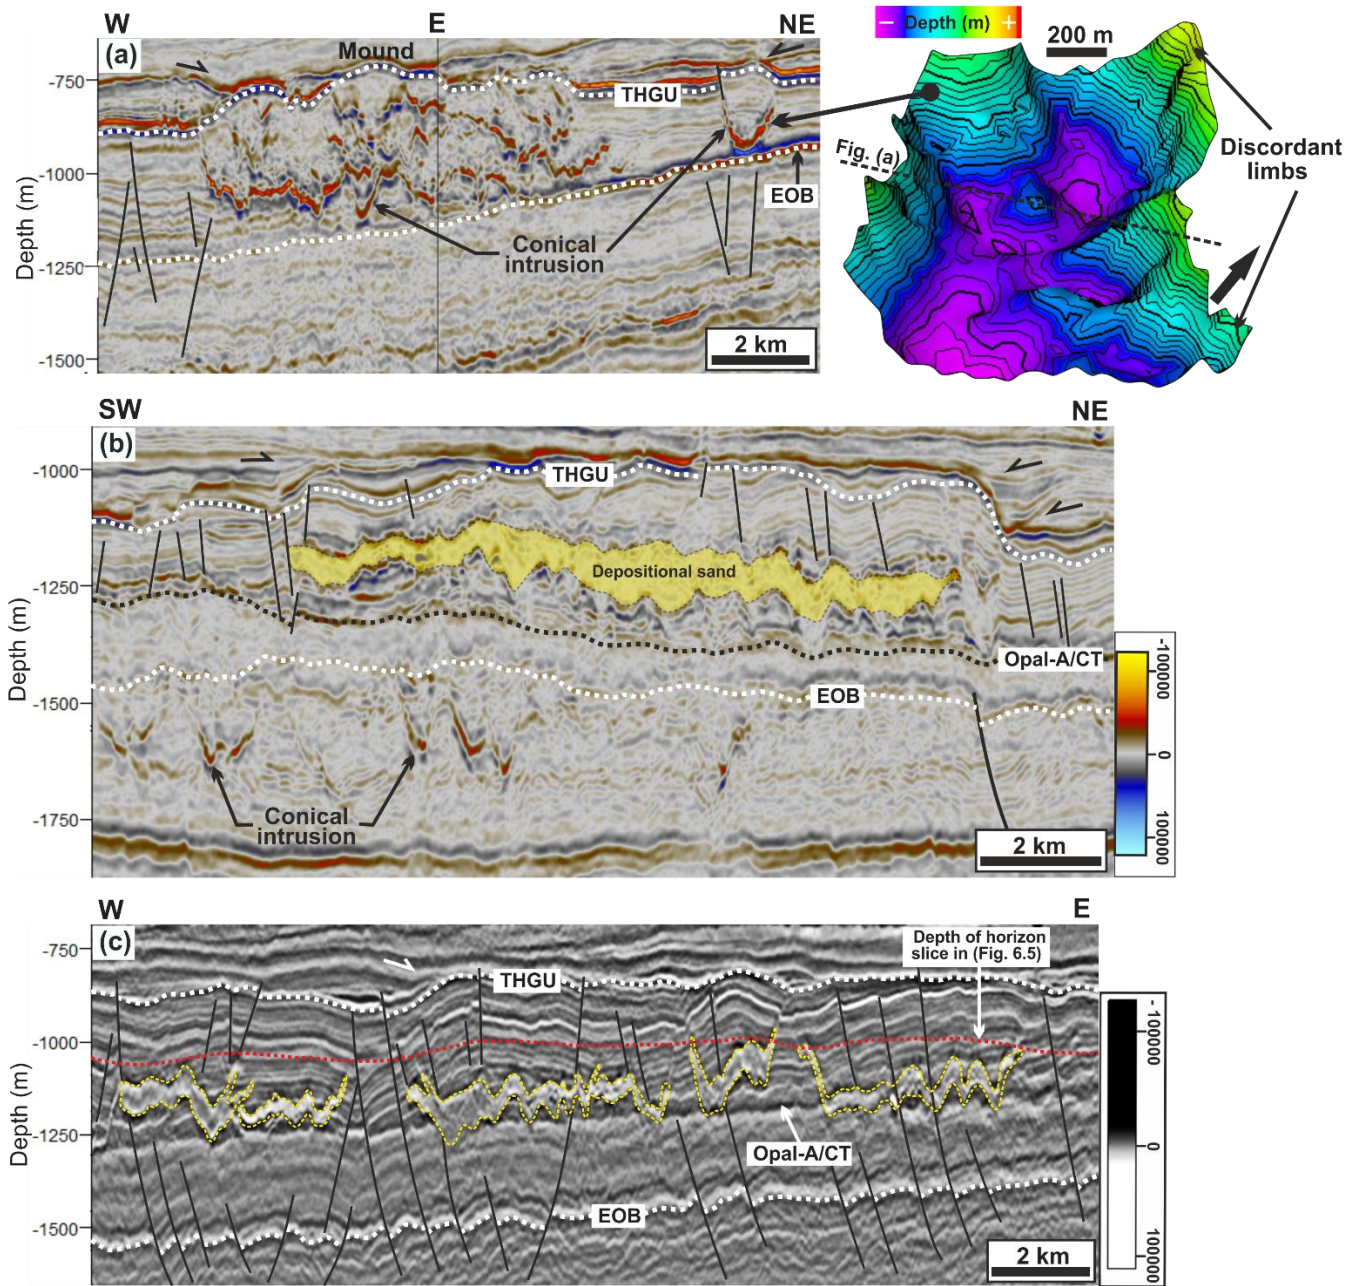 W E NE
(a) Mound
-750
-1000
-1250
-1500
Depth (m)
THGU
EOB
Conical
intrusion
2 km
– Depth (m) +
200 m
Fig. (a)
Discordant
limbs
SW NE
(b)
-1000
-1250
-1500
-1750
Depth (m)
THGU
Depositional sand
Opal-A/CT
EOB
Conical
intrusion
2 km
-100000
0
100000
W E
(c)
-750
-1000
-1250
-1500
Depth (m)
THGU
Depth of horizon
slice in (Fig. 6.5)
Opal-A/CT
EOB
2 km
-100000
0
100000